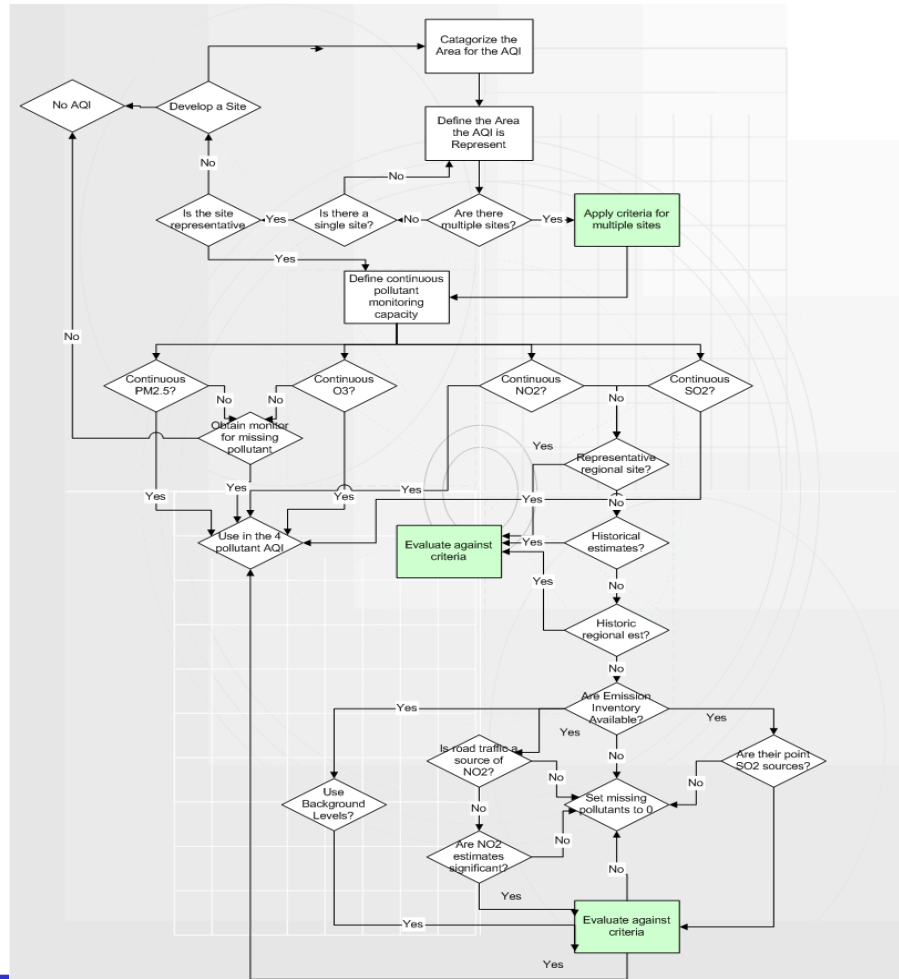 Catagorize the
Area for the AQI
No AQI
Develop a Site
Define the Area
the AQI is
Represent
No
No
Is the site
representative
Yes
Is there a
single site?
No
Are there
multiple sites?
Yes
Apply criteria for
multiple sites
Yes
Define continuous
pollutant
monitoring
capacity
No
Continuous
PM2.5?
Continuous
O3?
Continuous
NO2?
Continuous
SO2?
No
No
No
Obtain monitor
for missing
pollutant
Yes
Representative
regional site?
Yes
Yes
Yes
Yes
Yes
No
Use in the 4
pollutant AQI
Evaluate against
criteria
Yes
Historical
estimates?
Yes
No
Historic
regional est?
No
Are Emission
Inventory
Available?
Yes
Yes
Yes
Is road traffic a
source of
NO2?
No
Are their point
SO2 sources?
No
No
Use
Background
Levels?
Set missing
pollutants to 0
No
No
Are NO2
estimates
significant?
No
Yes
Yes
Evaluate against
criteria
Yes